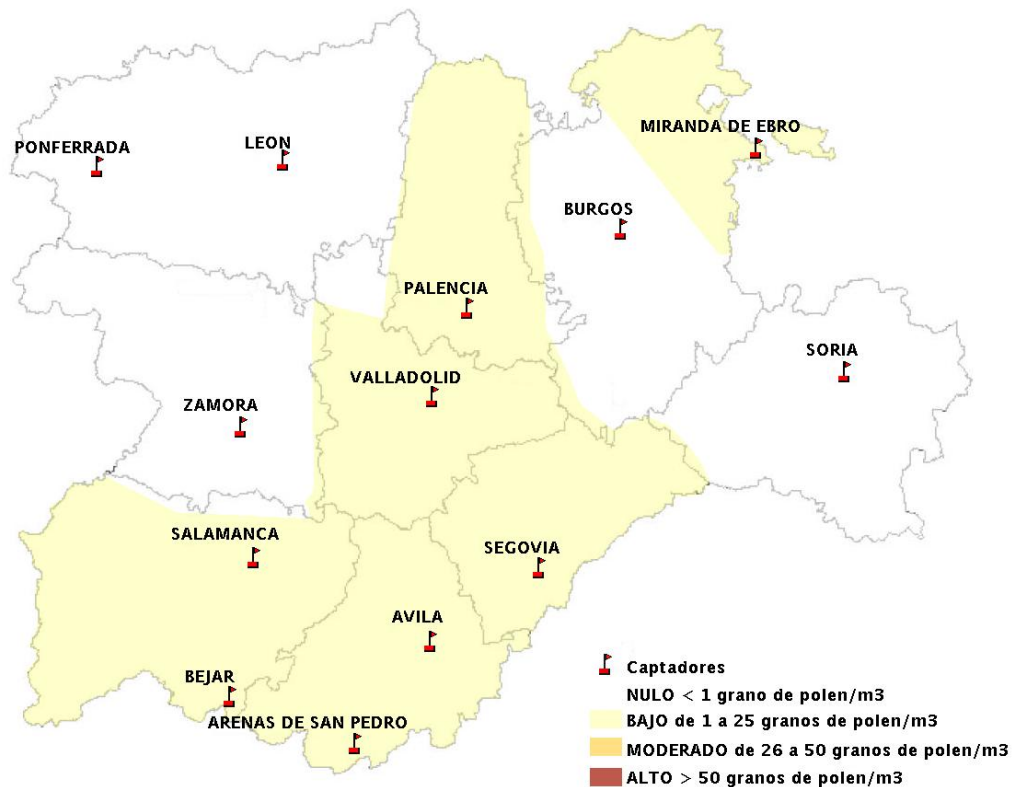 MIRANDA DE EBRO
PONFERRADA
LEON
BURGOS
PALENCIA
SORIA
VALLADOLID
ZAMORA
SALAMANCA
SEGOVIA
AVILA
BEJAR
ARENAS DE SAN PEDRO
Captadores
NULO < 1 grano de polen/m3
BAJO de 1 a 25 granos de polen/m3
MODERADO de 26 a 50 granos de polen/m3
ALTO > 50 granos de polen/m3